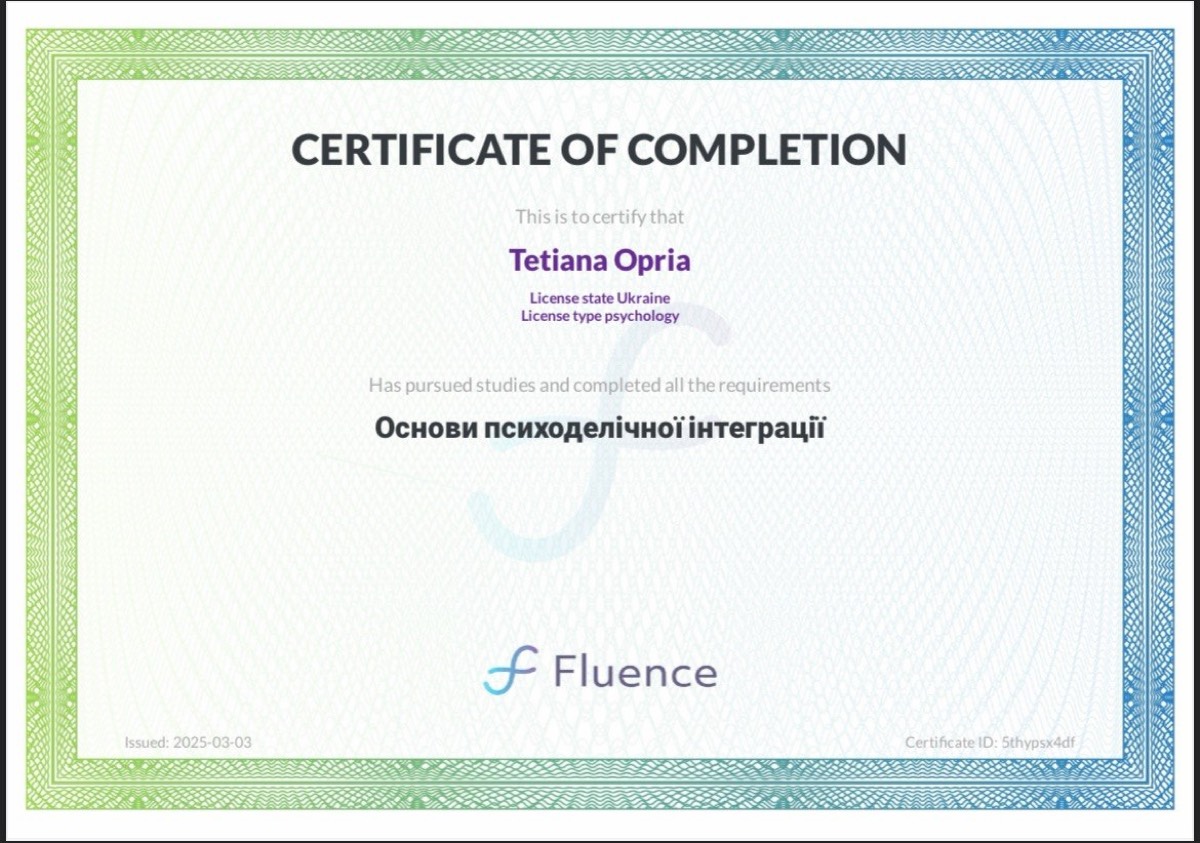 CERTIFICATE OF COMPLETION
This is to certify that
Tetiana Opria
License state Ukraine
License type psychology
Has pursued studies and completed all the requirements
Основи психоделічної інтеграції
Fluence
Issued: 2025-03-03
Certificate ID: 5thypsx4df